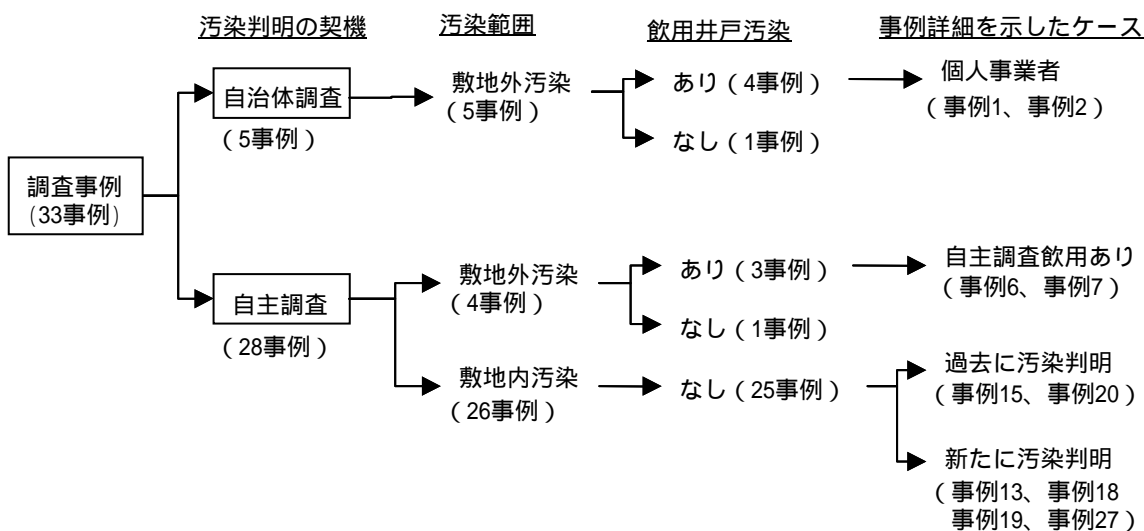 汚染判明の契機
汚染範囲
飲用井戸汚染
事例詳細を示したケース
調査事例
(33事例)
自治体調査
(5事例)
敷地外汚染
(5事例)
あり(4事例)
個人事業者
(事例1、事例2)
なし(1事例)
自主調査
(28事例)
敷地外汚染
(4事例)
あり(3事例)
自主調査飲用あり
(事例6、事例7)
なし(1事例)
敷地内汚染
(26事例)
なし(25事例)
過去に汚染判明
(事例15、事例20)
新たに汚染判明
(事例13、事例18
事例19、事例27)